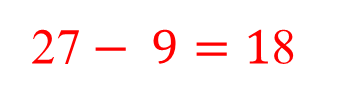 27 − 9 = 18